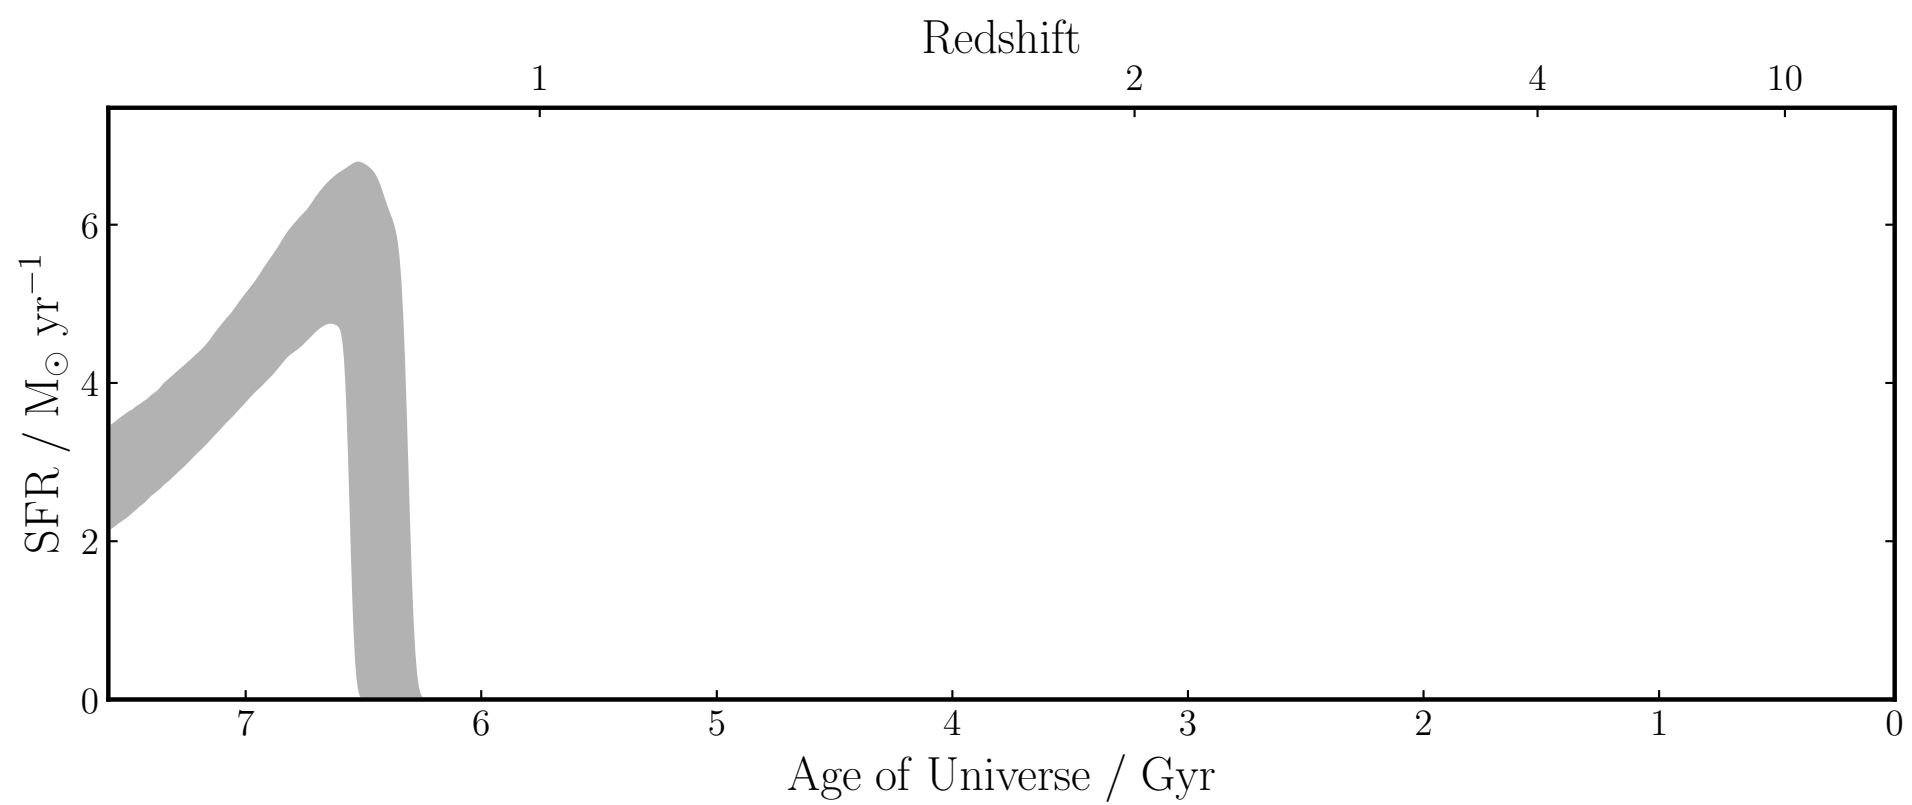 Redshift
1 2 4 10
SFR / M⊙ yr⁻¹
6
4
2
0
7 6 5 4 3 2 1 0
Age of Universe / Gyr